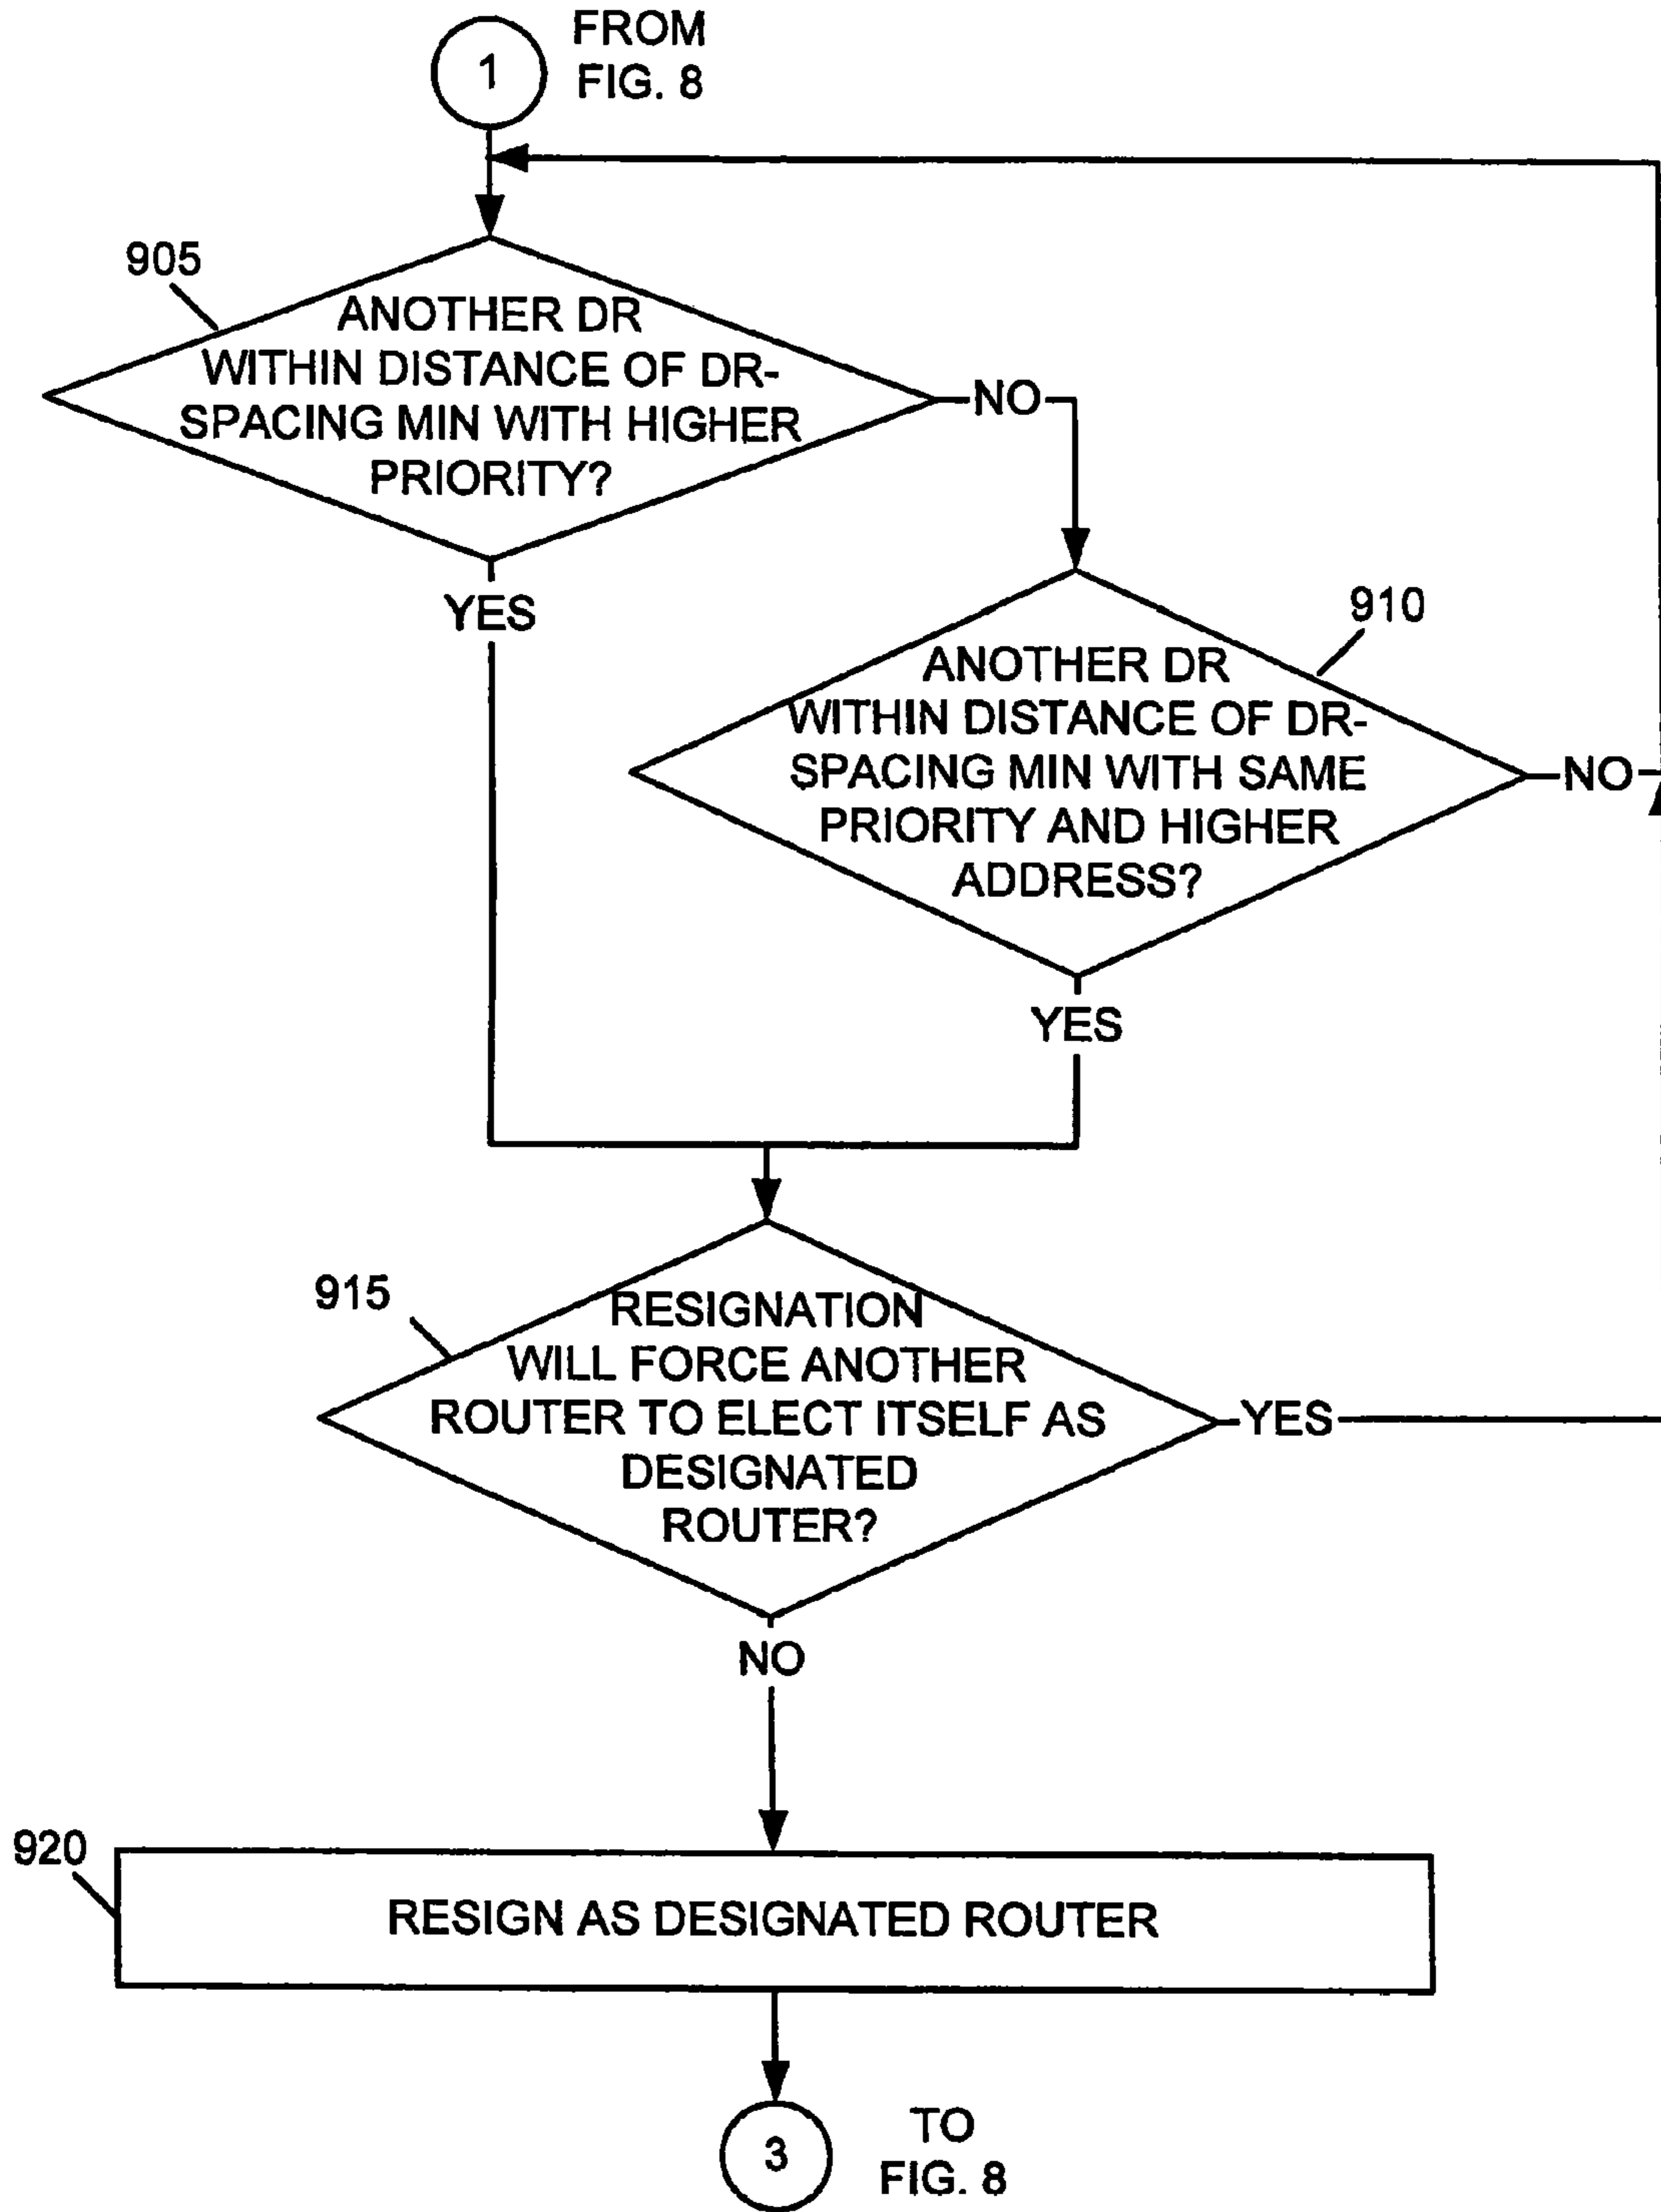 1
FROM
FIG. 8
905
ANOTHER DR
WITHIN DISTANCE OF DR-
SPACING MIN WITH HIGHER
PRIORITY?
NO
YES
910
ANOTHER DR
WITHIN DISTANCE OF DR-
SPACING MIN WITH SAME
PRIORITY AND HIGHER
ADDRESS?
NO
YES
915
RESIGNATION
WILL FORCE ANOTHER
ROUTER TO ELECT ITSELF AS
DESIGNATED
ROUTER?
YES
NO
920
RESIGN AS DESIGNATED ROUTER
3
TO
FIG. 8